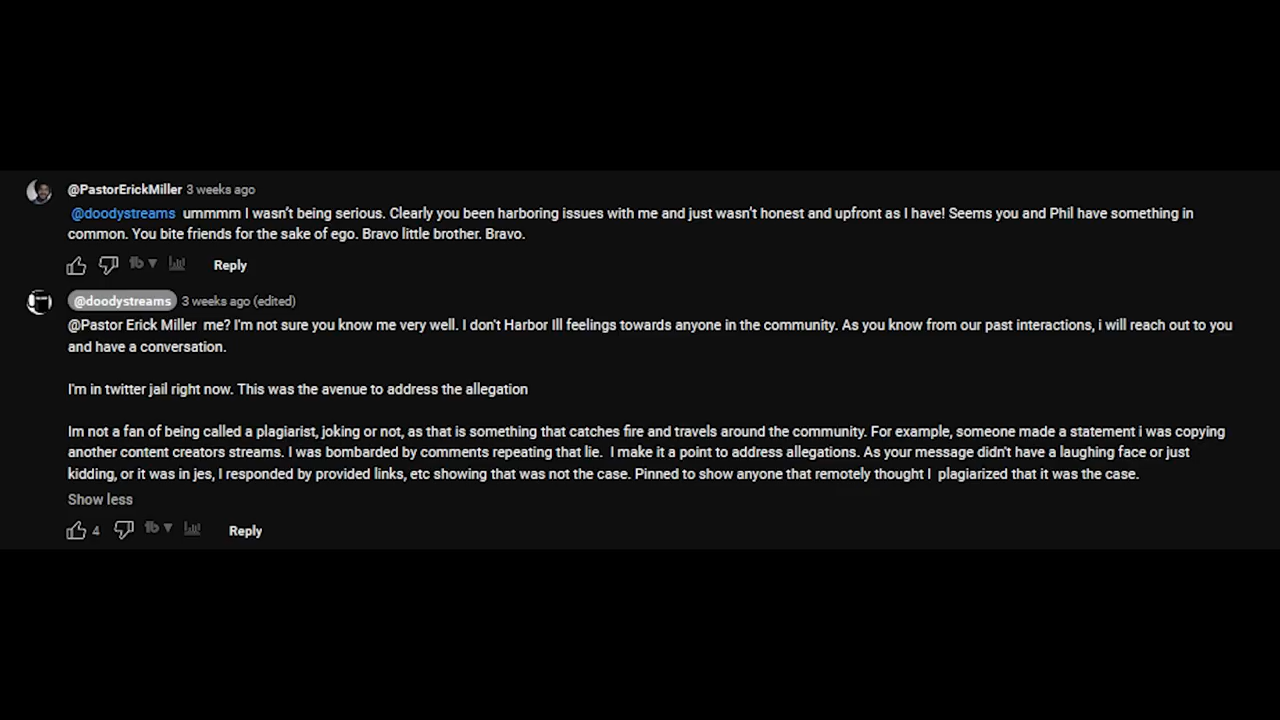 @PastorErickMiller 3 weeks ago
@doodystreams ummmm I wasn't being serious. Clearly you been harboring issues with me and just wasn't honest and upfront as I have! Seems you and Phil have something in
common. You bite friends for the sake of ego. Bravo little brother. Bravo.
Reply
@doodystreams 3 weeks ago (edited)
@Pastor Erick Miller me? I'm not sure you know me very well. I don't Harbor Ill feelings towards anyone in the community. As you know from our past interactions, i will reach out to you
and have a conversation.
I'm in twitter jail right now. This was the avenue to address the allegation
Im not a fan of being called a plagiarist, joking or not, as that is something that catches fire and travels around the community. For example, someone made a statement i was copying
another content creators streams. I was bombarded by comments repeating that lie. I make it a point to address allegations. As your message didn't have a laughing face or just
kidding, or it was in jes, I responded by provided links, etc showing that was not the case. Pinned to show anyone that remotely thought I plagiarized that it was the case.
Show less
4 Reply